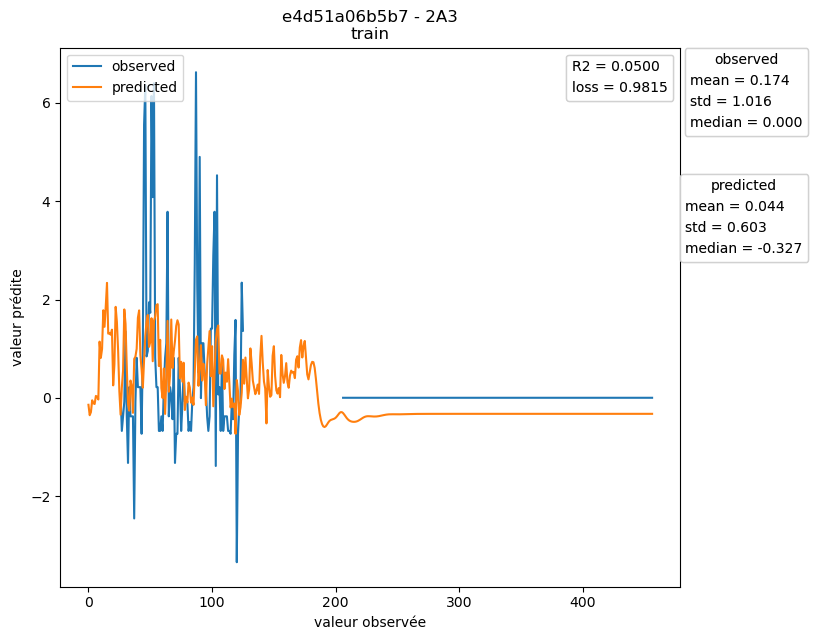 e4d51a06b5b7 - 2A3
train
observed
predicted
R2 = 0.0500
loss = 0.9815
observed
mean = 0.174
std = 1.016
median = 0.000
predicted
mean = 0.044
std = 0.603
median = -0.327
valeur prédite
6
4
2
0
−2
0
100
200
300
400
valeur observée